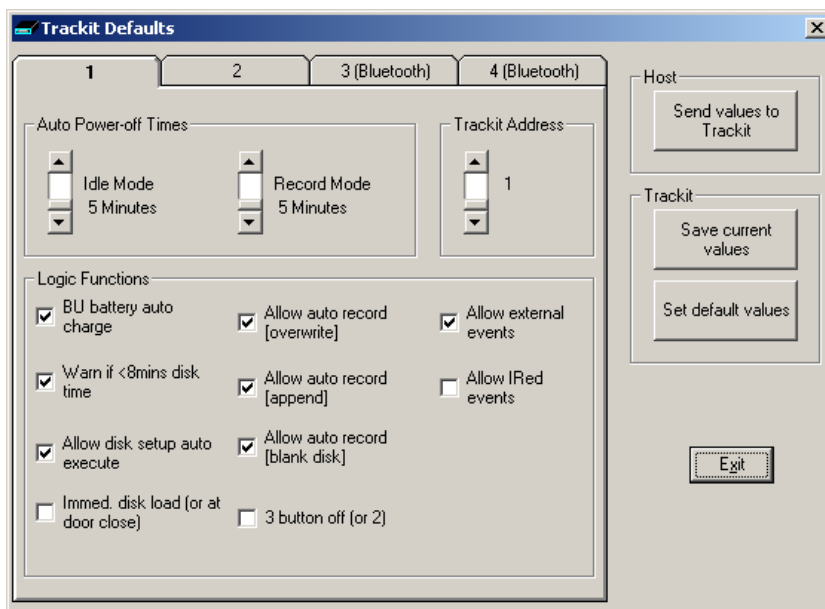 Trackit Defaults
1
2
3 (Bluetooth)
4 (Bluetooth)
Auto Power-off Times
Idle Mode
5 Minutes
Record Mode
5 Minutes
Trackit Address
1
Logic Functions
BU battery auto
charge
Warn if <8mins disk
time
Allow disk setup auto
execute
Immed. disk load (or at
door close)
Allow auto record
[overwrite]
Allow auto record
[append]
Allow auto record
[blank disk]
3 button off (or 2)
Allow external
events
Allow IRed
events
Host
Send values to
Trackit
Trackit
Save current
values
Set default values
Exit